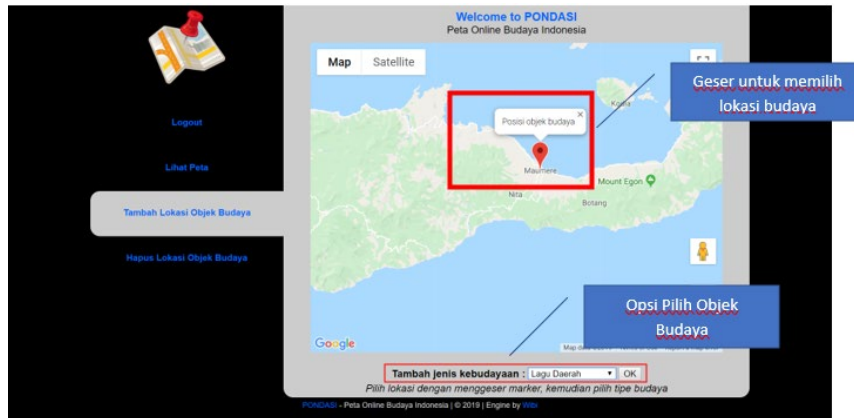 Welcome to PONDASI
Peta Online Budaya Indonesia
Map Satellite
Geser untuk memilih
lokasi budaya
Posisi objek budaya
Logout
Lihat Peta
Maumere
Mount Egon
Nita
Botang
Tambah Lokasi Objek Budaya
Hapus Lokasi Objek Budaya
Opsi Pilih Objek
Budaya
Google
Tambah jenis kebudayaan : Lagu Daerah OK
Pilih lokasi dengan menggeser marker, kemudian pilih tipe budaya
PONDASI - Peta Online Budaya Indonesia | © 2019 | Engine by Wibi